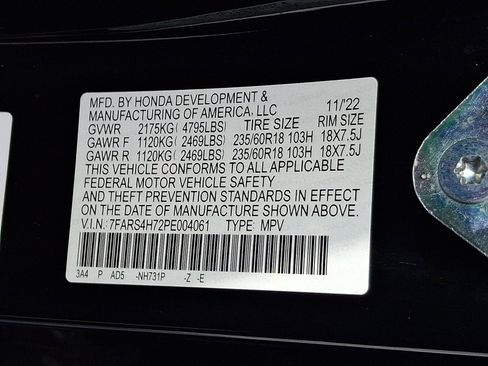 MFD. BY HONDA DEVELOPMENT &
MANUFACTURING OF AMERICA, LLC 11/'22
GVWR 2175KG ( 4795LBS) TIRE SIZE RIM SIZE
GAWR F 1120KG ( 2469LBS) 235/60R18 103H 18X7.5J
GAWR R 1120KG ( 2469LBS) 235/60R18 103H 18X7.5J
THIS VEHICLE CONFORMS TO ALL APPLICABLE
FEDERAL MOTOR VEHICLE SAFETY
AND THEFT PREVENTION STANDARDS IN EFFECT
ON THE DATE OF MANUFACTURE SHOWN ABOVE.
V.I.N.: 7FARS4H72PE004061 TYPE: MPV
3A4 P AD5 -NH731P -Z -E